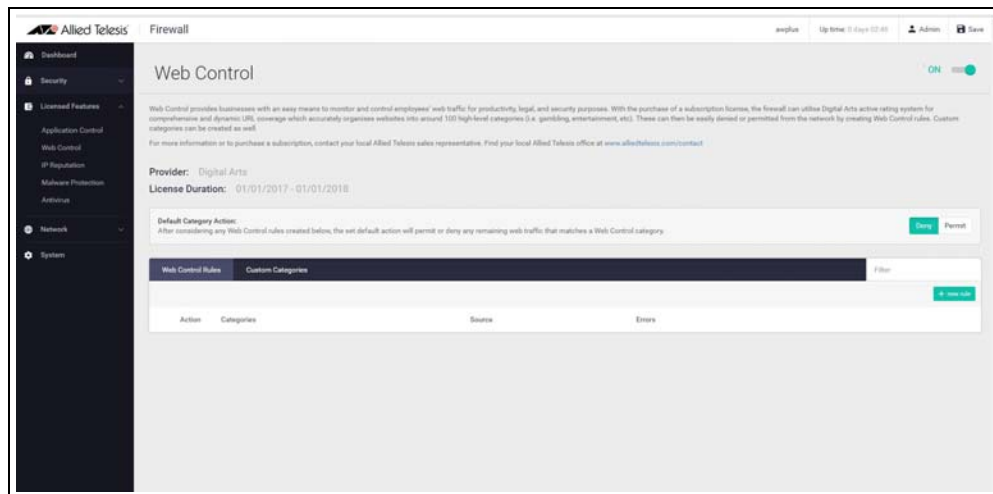 Allied Telesis
Firewall
awplus
Up time: 0 days 02:40
Admin
Save
Dashboard
Security
Licensed Features
Application Control
Web Control
IP Reputation
Malware Protection
Antivirus
Network
System
Web Control
ON
Web Control provides businesses with an easy means to monitor and control employees' web traffic for productivity, legal, and security purposes. With the purchase of a subscription license, the firewall can utilise Digital Arts active rating system for
comprehensive and dynamic URL coverage which accurately organises websites into around 100 high-level categories (i.e. gambling, entertainment, etc). These can then be easily denied or permitted from the network by creating Web Control rules. Custom
categories can be created as well
For more information or to purchase a subscription, contact your local Allied Telesis sales representative. Find your local Allied Telesis office at www.alliedtelesis.com/contact
Provider: Digital Arts
License Duration: 01/01/2017 - 01/01/2018
Default Category Action:
After considering any Web Control rules created below, the set default action will permit or deny any remaining web traffic that matches a Web Control category.
Deny
Permit
Web Control Rules
Custom Categories
Filter
+ new rule
Action
Categories
Source
Errors